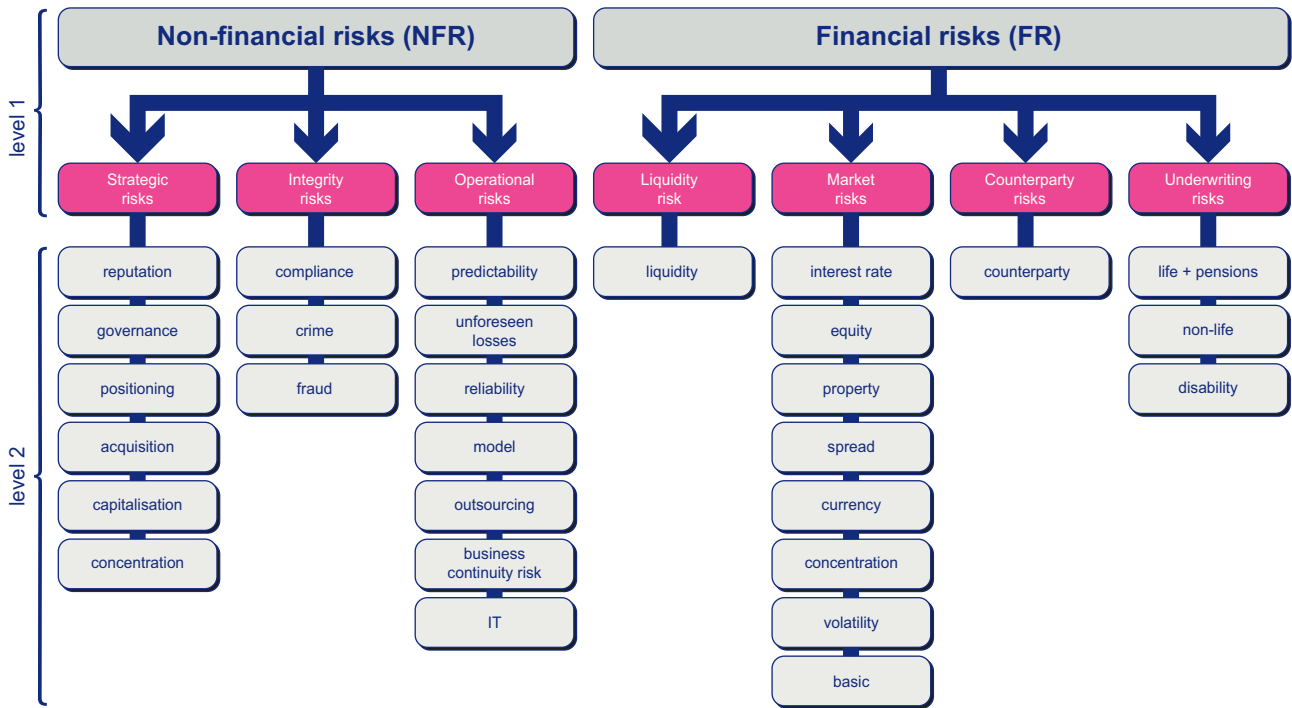 Non-financial risks (NFR)
Financial risks (FR)
level 1
Strategic
risks
Integrity
risks
Operational
risks
Liquidity
risk
Market
risks
Counterparty
risks
Underwriting
risks
level 2
reputation
governance
positioning
acquisition
capitalisation
concentration
compliance
crime
fraud
predictability
unforeseen
losses
reliability
model
outsourcing
business
continuity risk
IT
liquidity
interest rate
equity
property
spread
currency
concentration
volatility
basic
counterparty
life + pensions
non-life
disability